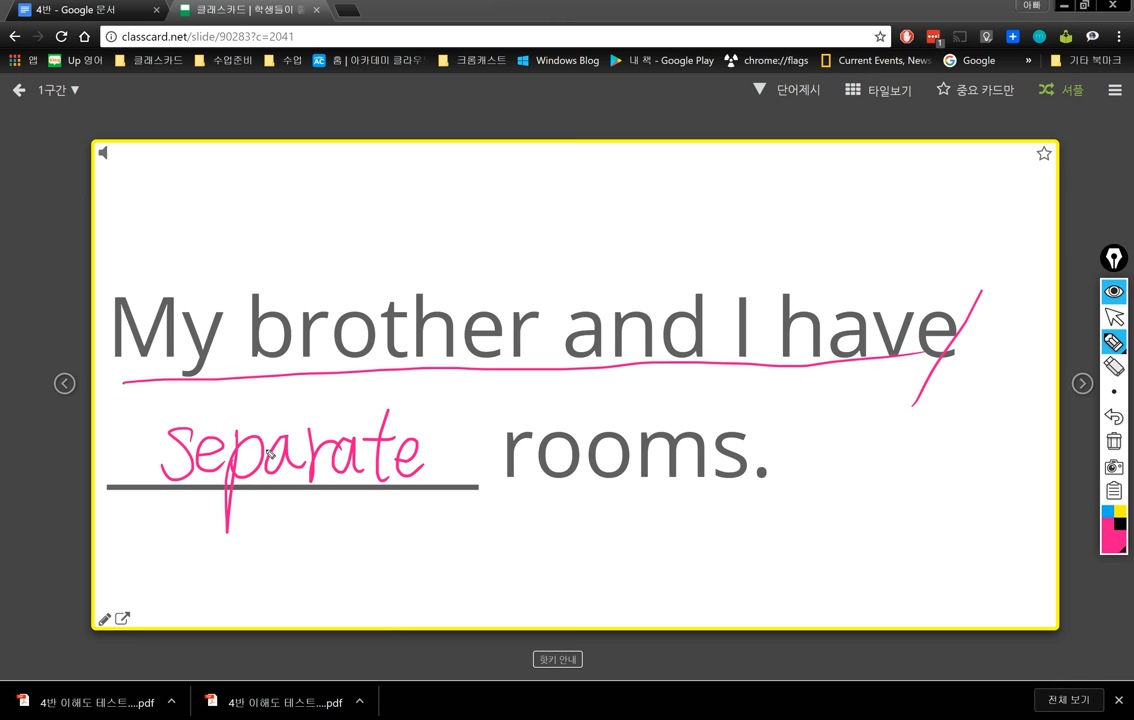 4반 - Google 문서
클래스카드 | 학생들이 좋
아빠
classcard.net/slide/90283?c=2041
1
앱 Up 영어 클래스카드 수업준비 수업 홈 | 아카데미 클라우 크롬캐스트 Windows Blog 내 책 - Google Play chrome://flags Current Events, News Google » 기타 북마크
1구간 ▼ 단어제시 타일보기 중요 카드만 셔플
My brother and I have
separate rooms.
핫키 안내
4반 이해도 테스트....pdf 4반 이해도 테스트....pdf 전체 보기